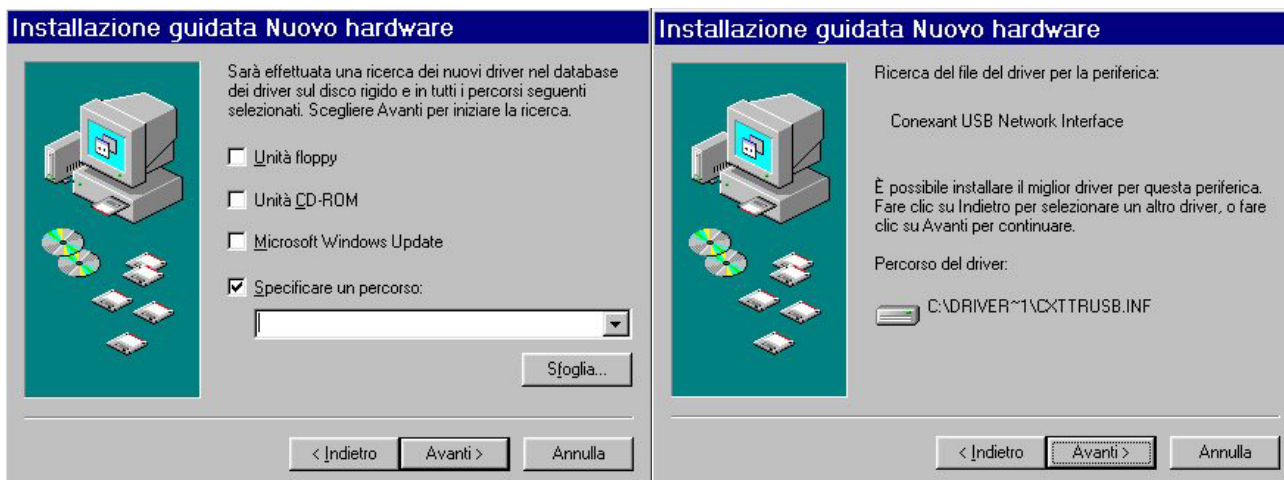 Installazione guidata Nuovo hardware
Sarà effettuata una ricerca dei nuovi driver nel database
dei driver sul disco rigido e in tutti i percorsi seguenti
selezionati. Scegliere Avanti per iniziare la ricerca.
Unità floppy
Unità CD-ROM
Microsoft Windows Update
Specificare un percorso:
Sfoglia...
< Indietro
Avanti >
Annulla
Installazione guidata Nuovo hardware
Ricerca del file del driver per la periferica:
Conexant USB Network Interface
È possibile installare il miglior driver per questa periferica.
Fare clic su Indietro per selezionare un altro driver, o fare
clic su Avanti per continuare.
Percorso del driver:
C:\DRIVER~1\CXTTRUSB.INF
< Indietro
Avanti >
Annulla